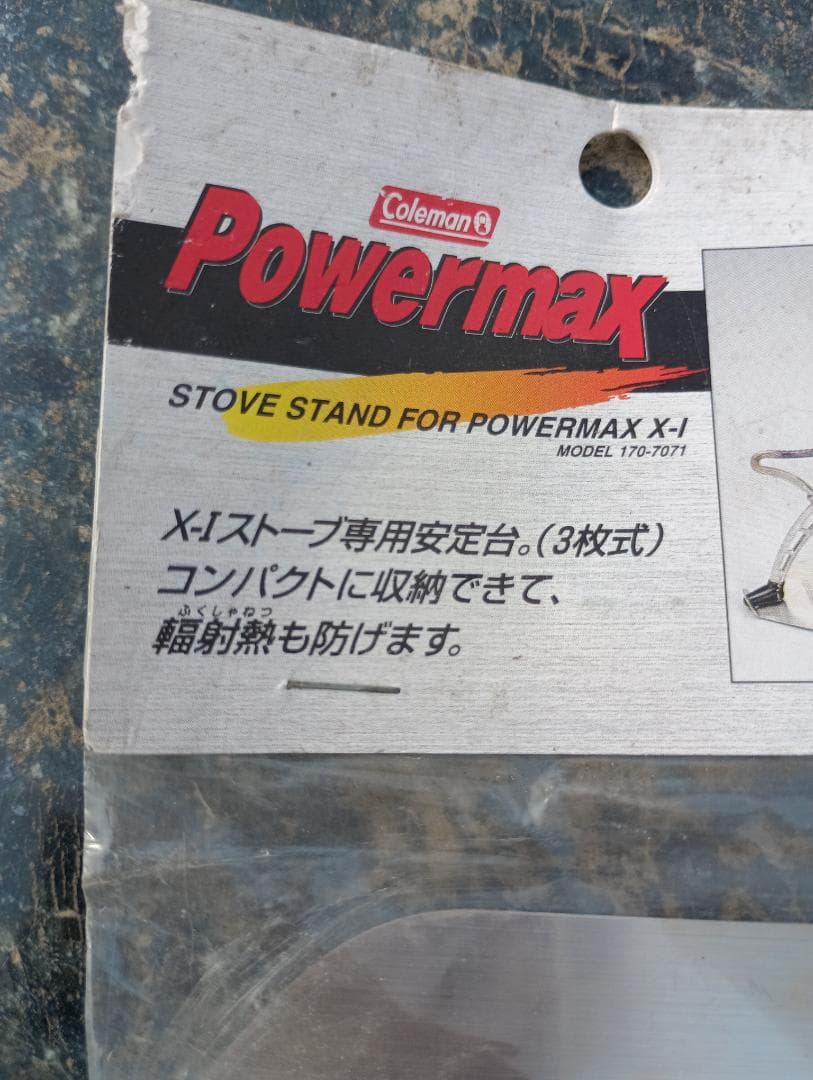 Coleman
Powermax
STOVE STAND FOR POWERMAX X-I
MODEL 170-7071
X-Iストーブ専用安定台。(3枚式)
コンパクトに収納できて、
ふくしゃねつ
輻射熱も防げます。